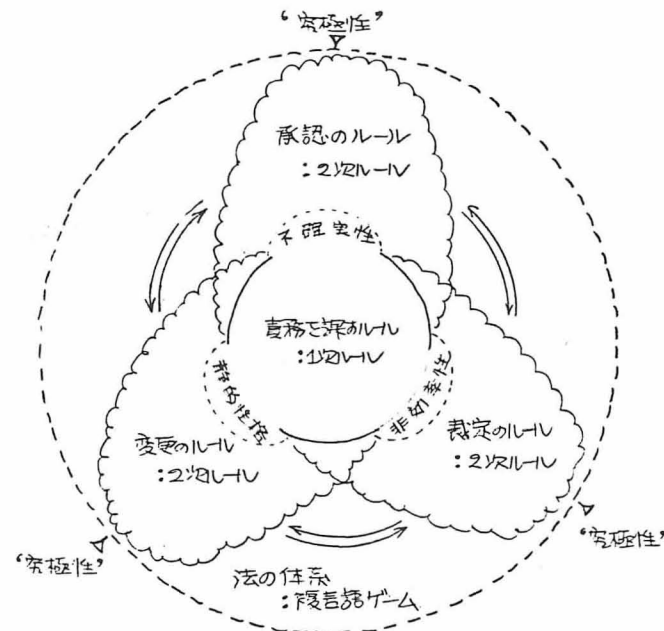 ‘究極性’
承認のルール
：2次ルール
不確実性
責務を課すルール
：1次ルール
静的性格
非効率性
変更のルール
：2次ルール
裁定のルール
：2次ルール
‘究極性’
‘究極性’
法の体系
：複言語ゲーム